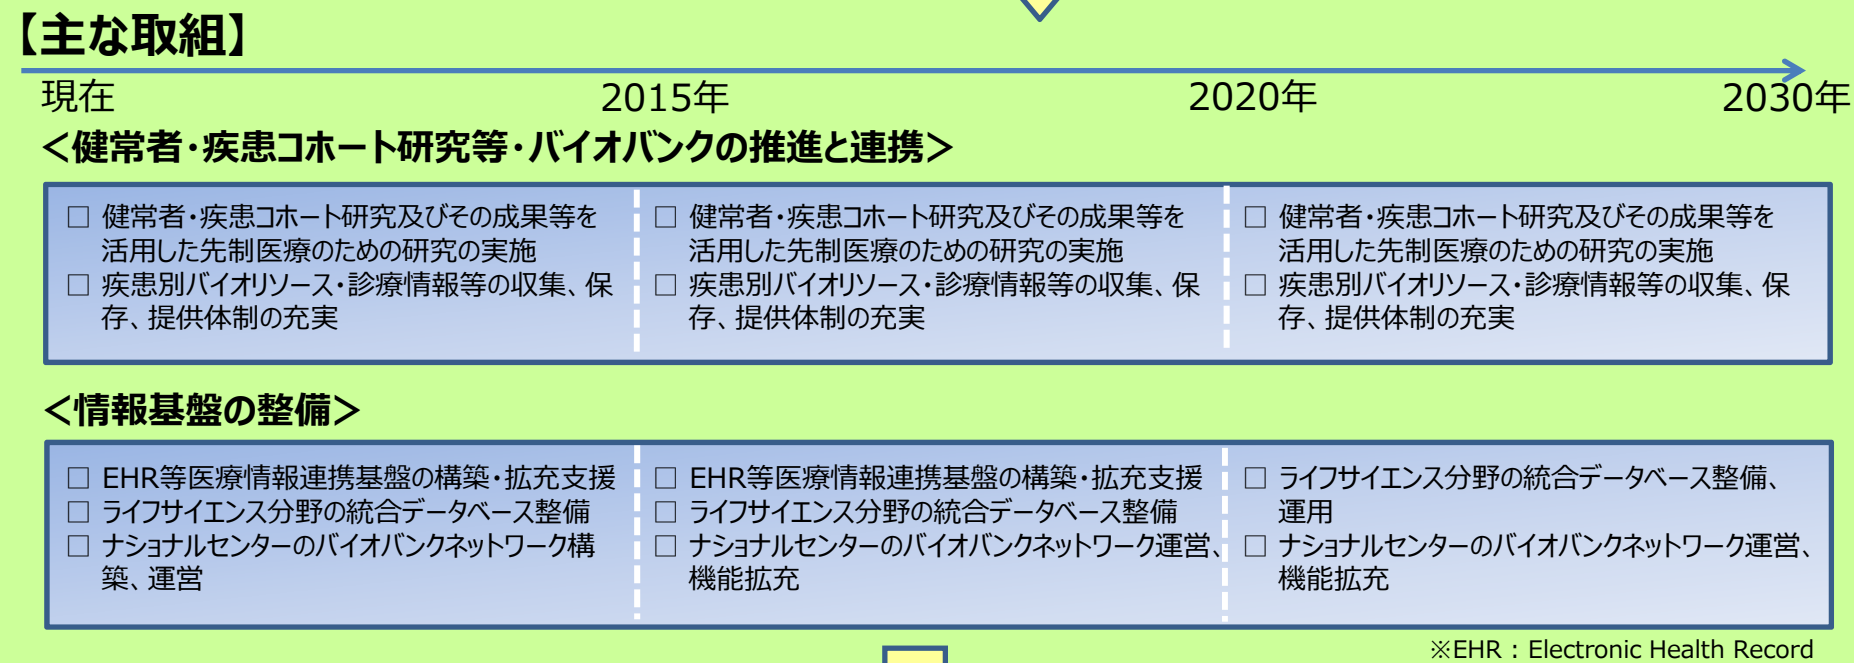 【主な取組】
現在 2015年 2020年 2030年
<健常者・疾患コホート研究等・バイオバンクの推進と連携>
□ 健常者・疾患コホート研究及びその成果等を
活用した先制医療のための研究の実施
□ 疾患別バイオリソース・診療情報等の収集、保
存、提供体制の充実
□ 健常者・疾患コホート研究及びその成果等を
活用した先制医療のための研究の実施
□ 疾患別バイオリソース・診療情報等の収集、保
存、提供体制の充実
□ 健常者・疾患コホート研究及びその成果等を
活用した先制医療のための研究の実施
□ 疾患別バイオリソース・診療情報等の収集、保
存、提供体制の充実
<情報基盤の整備>
□ EHR等医療情報連携基盤の構築・拡充支援
□ ライフサイエンス分野の統合データベース整備
□ ナショナルセンターのバイオバンクネットワーク構
築、運営
□ EHR等医療情報連携基盤の構築・拡充支援
□ ライフサイエンス分野の統合データベース整備
□ ナショナルセンターのバイオバンクネットワーク運営、
機能拡充
□ ライフサイエンス分野の統合データベース整備、
運用
□ ナショナルセンターのバイオバンクネットワーク運営、
機能拡充
※EHR:Electronic Health Record